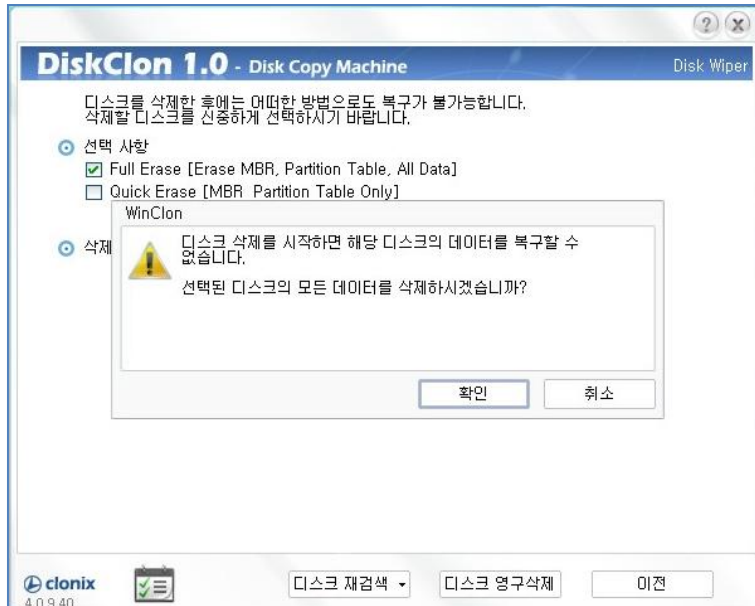 DiskClon 1.0 - Disk Copy Machine
Disk Wiper
디스크를 삭제한 후에는 어떠한 방법으로도 복구가 불가능합니다.
삭제할 디스크를 신중하게 선택하시기 바랍니다.
선택 사항
Full Erase [Erase MBR, Partition Table, All Data]
Quick Erase [MBR Partition Table Only]
WinClon
삭제
디스크 삭제를 시작하면 해당 디스크의 데이터를 복구할 수
없습니다.
선택된 디스크의 모든 데이터를 삭제하시겠습니까?
확인
취소
clonix
4.0.9.40
디스크 재검색
디스크 영구삭제
이전